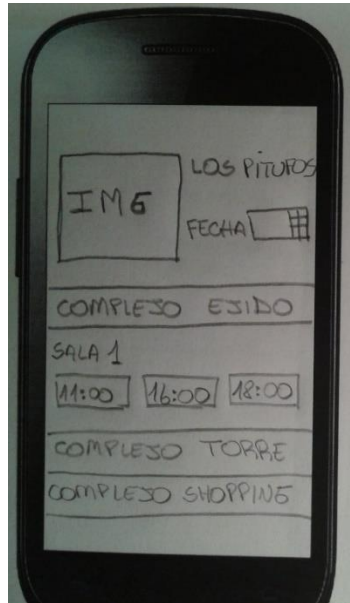 LOS PITUFOS
IMG
FECHA
COMPLEJO EJIDO
SALA 1
11:00 16:00 18:00
COMPLEJO TORRE
COMPLEJO SHOPPING